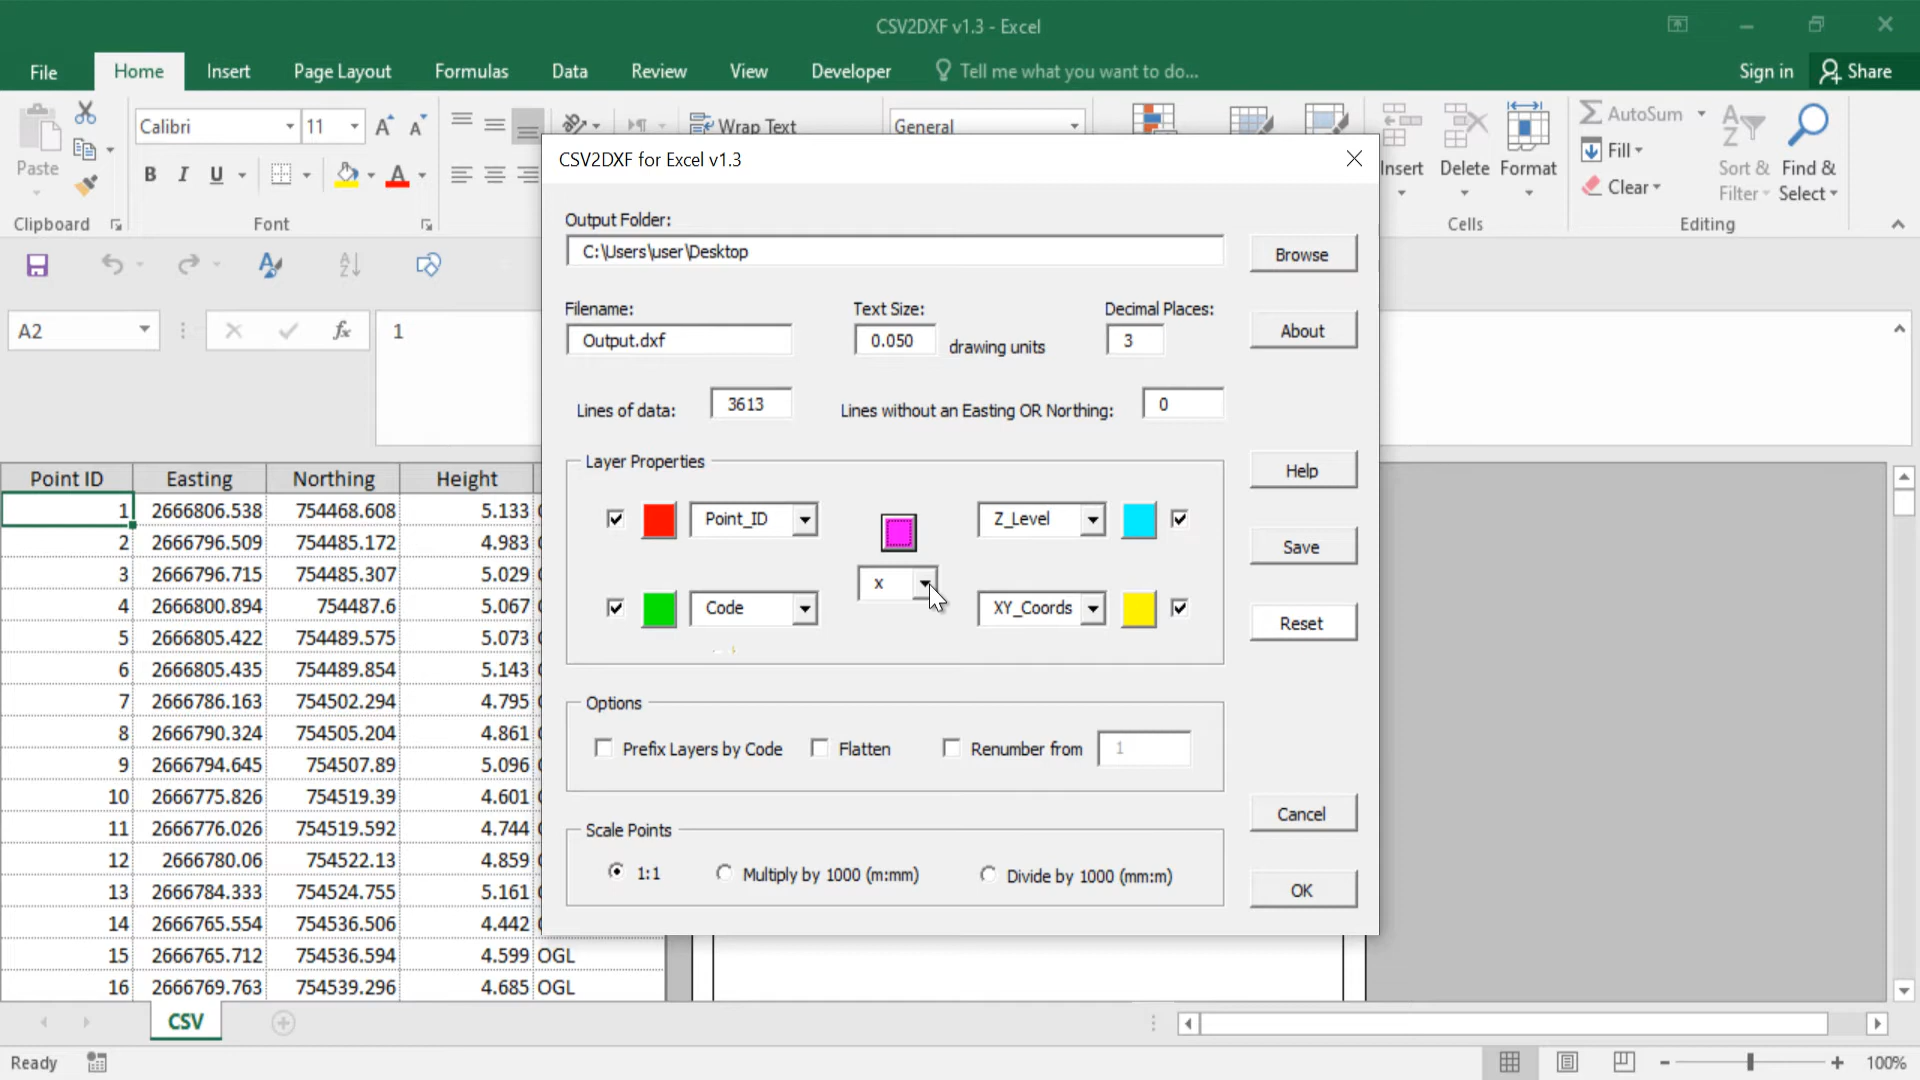 CSV2DXF v1.3 - Excel
File Home Insert Page Layout Formulas Data Review View Developer Tell me what you want to do... Sign in Share
Paste
Clipboard
Calibri 11
B I U A
Font
Wrap Text
General
Insert Delete Format
Cells
AutoSum
Fill
Clear
Sort & Filter
Find & Select
Editing
A2
fx 1
Point ID Easting Northing Height
1 2666806.538 754468.608 5.133
2 2666796.509 754485.172 4.983
3 2666796.715 754485.307 5.029
4 2666800.894 754487.6 5.067
5 2666805.422 754489.575 5.073
6 2666805.435 754489.854 5.143
7 2666786.163 754502.294 4.795
8 2666790.324 754505.204 4.861
9 2666794.645 754507.89 5.096
10 2666775.826 754519.39 4.601
11 2666776.026 754519.592 4.744
12 2666780.06 754522.13 4.859
13 2666784.333 754524.755 5.161
14 2666765.554 754536.506 4.442
15 2666765.712 754536.594 4.599 OGL
16 2666769.763 754539.296 4.685 OGL
CSV2DXF for Excel v1.3
Output Folder:
C:\Users\user\Desktop
Browse
Filename: Text Size: Decimal Places:
Output.dxf 0.050 drawing units 3
About
Lines of data: 3613 Lines without an Easting OR Northing: 0
Layer Properties
Help
Point_ID Z_Level
Save
x
Code XY_Coords
Reset
Options
Prefix Layers by Code Flatten Renumber from 1
Cancel
Scale Points
1:1 Multiply by 1000 (m:mm) Divide by 1000 (mm:m)
OK
CSV
Ready
100%